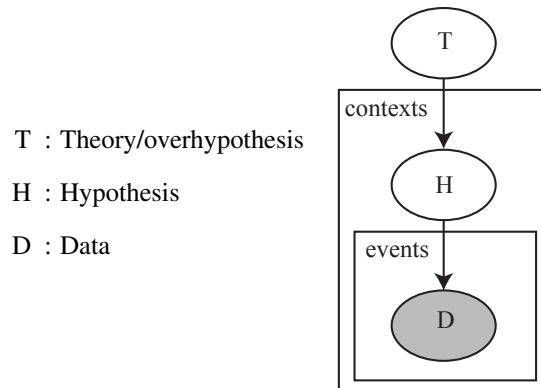 T : Theory/overhypothesis
H : Hypothesis
D : Data
T
contexts
H
events
D